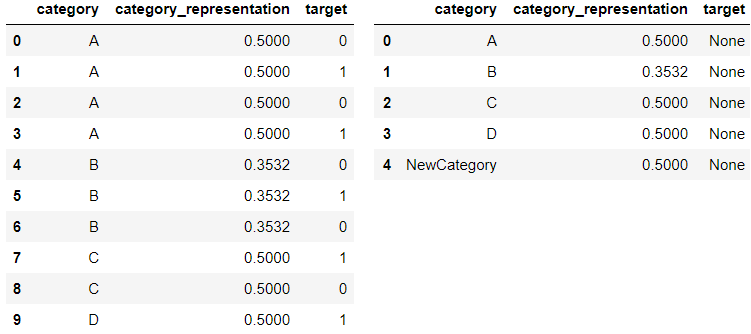 category category_representation target
0 A 0.5000 0
1 A 0.5000 1
2 A 0.5000 0
3 A 0.5000 1
4 B 0.3532 0
5 B 0.3532 1
6 B 0.3532 0
7 C 0.5000 1
8 C 0.5000 0
9 D 0.5000 1
category category_representation target
0 A 0.5000 None
1 B 0.3532 None
2 C 0.5000 None
3 D 0.5000 None
4 NewCategory 0.5000 None